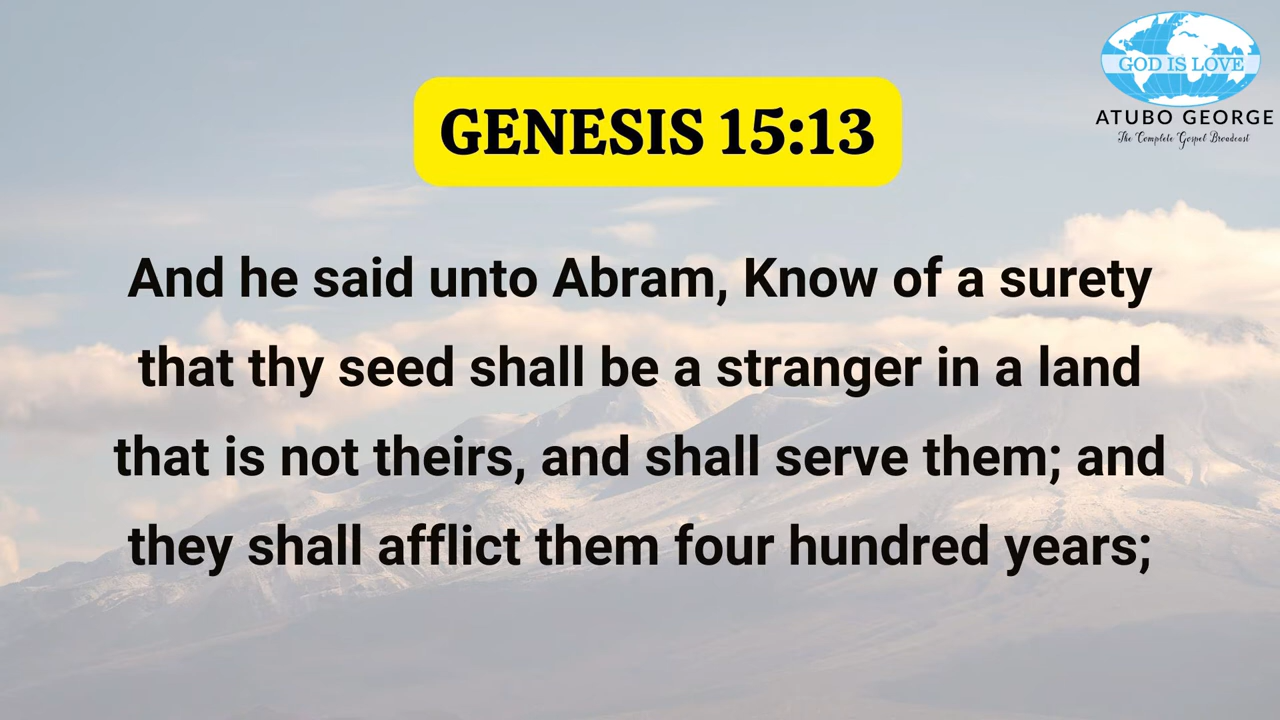 GOD IS LOVE
ATUBO GEORGE
The Complete Gospel Broadcast
GENESIS 15:13
And he said unto Abram, Know of a surety
that thy seed shall be a stranger in a land
that is not theirs, and shall serve them; and
they shall afflict them four hundred years;